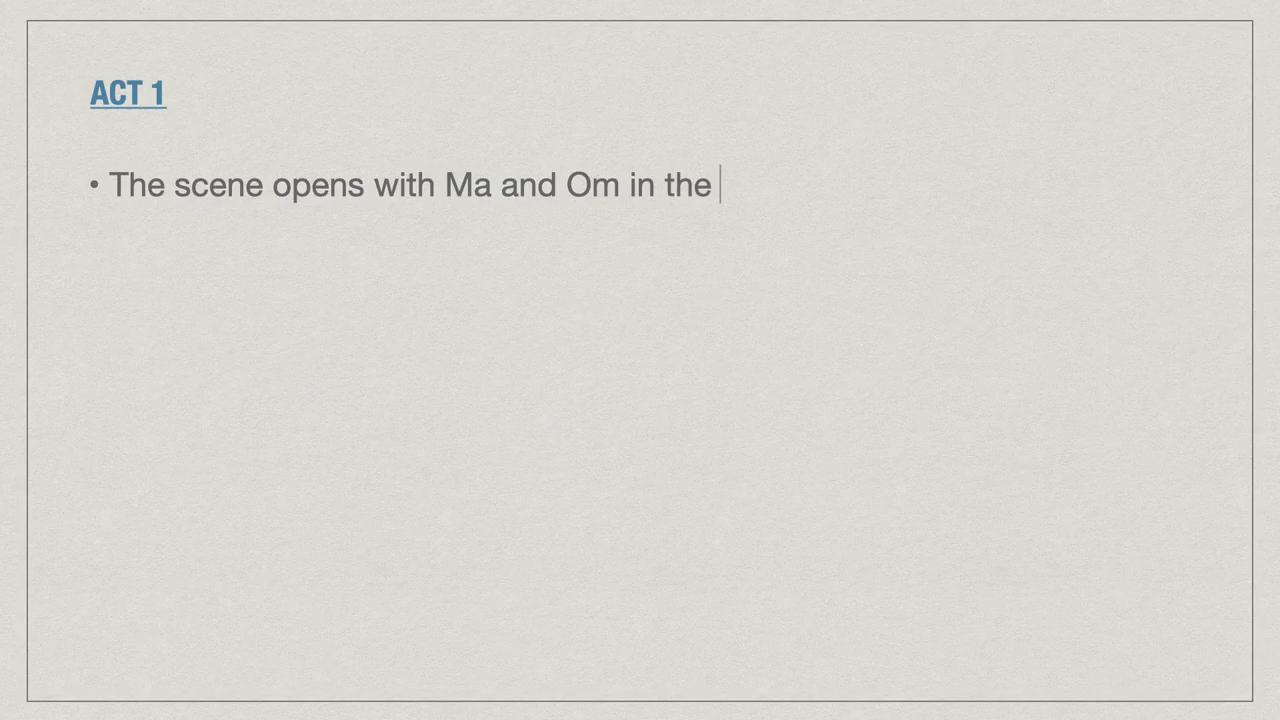 ACT 1
• The scene opens with Ma and Om in the